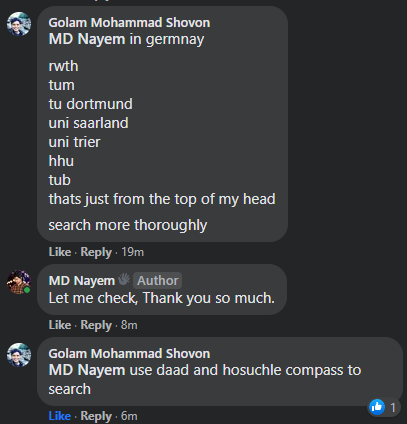 Golam Mohammad Shovon
MD Nayem in germnay
rwth
tum
tu dortmund
uni saarland
uni trier
hhu
tub
thats just from the top of my head
search more thoroughly
Like · Reply · 19m
MD Nayem Author
Let me check, Thank you so much.
Like · Reply · 8m
Golam Mohammad Shovon
MD Nayem use daad and hosuchle compass to
search
1
Like · Reply · 6m